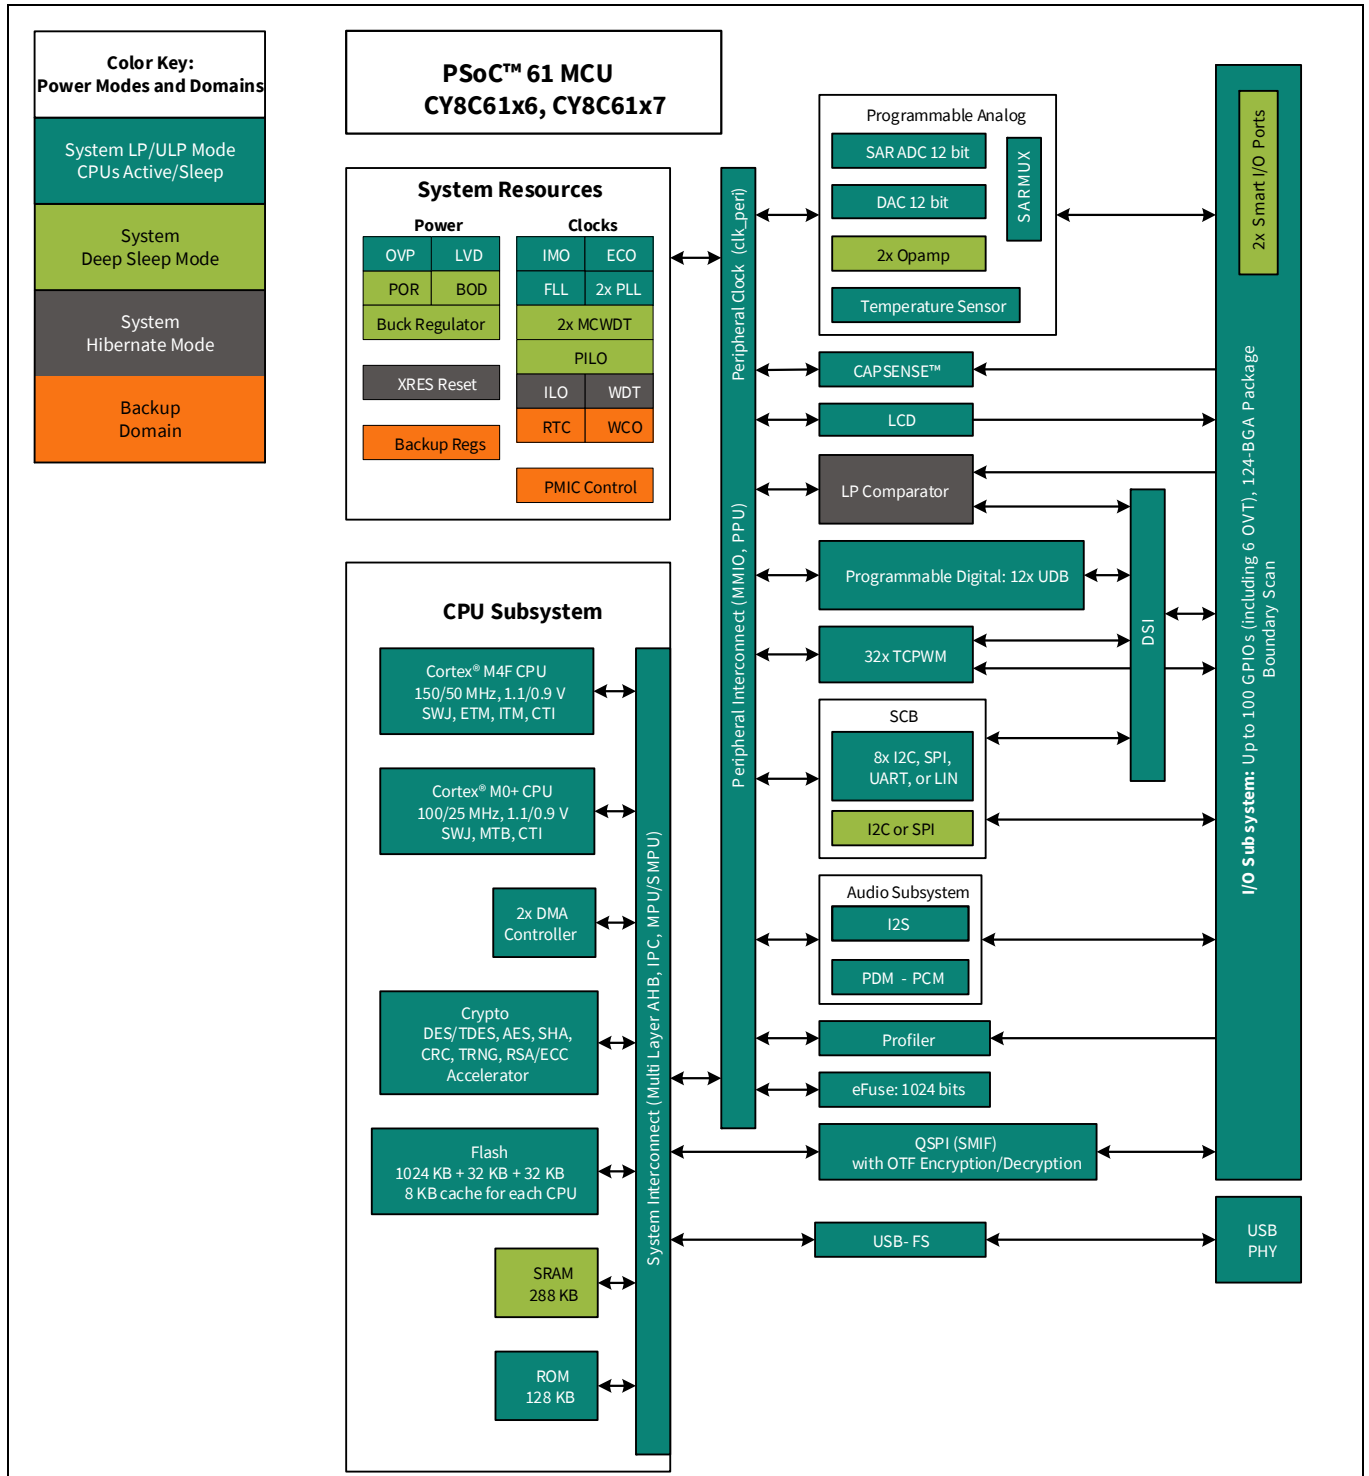 Color Key:
Power Modes and Domains
System LP/ULP Mode
CPUs Active/Sleep
System
Deep Sleep Mode
System
Hibernate Mode
Backup
Domain
PSoC™ 61 MCU
CY8C61x6, CY8C61x7
System Resources
Power
OVP
LVD
POR
BOD
Buck Regulator
XRES Reset
Backup Regs
Clocks
IMO
ECO
FLL
2x PLL
2x MCWDT
PILO
ILO
WDT
RTC
WCO
PMIC Control
CPU Subsystem
Cortex® M4F CPU
150/50 MHz, 1.1/0.9 V
SWJ, ETM, ITM, CTI
Cortex® M0+ CPU
100/25 MHz, 1.1/0.9 V
SWJ, MTB, CTI
2x DMA
Controller
Crypto
DES/TDES, AES, SHA,
CRC, TRNG, RSA/ECC
Accelerator
Flash
1024 KB + 32 KB + 32 KB
8 KB cache for each CPU
SRAM
288 KB
ROM
128 KB
System Interconnect (Multi Layer AHB, IPC, MPU/SMPU)
Peripheral Clock (clk_peri)
Peripheral Interconnect (MMIO, PPU)
Programmable Analog
SAR ADC 12 bit
DAC 12 bit
2x Opamp
Temperature Sensor
SARMUX
CAPSENSE™
LCD
LP Comparator
Programmable Digital: 12x UDB
32x TCPWM
SCB
8x I2C, SPI,
UART, or LIN
I2C or SPI
Audio Subsystem
I2S
PDM - PCM
Profiler
eFuse: 1024 bits
QSPI (SMIF)
with OTF Encryption/Decryption
USB- FS
DSI
2x Smart I/O Ports
I/O Subsystem: Up to 100 GPIOs (including 6 OVT), 124-BGA Package
Boundary Scan
USB
PHY